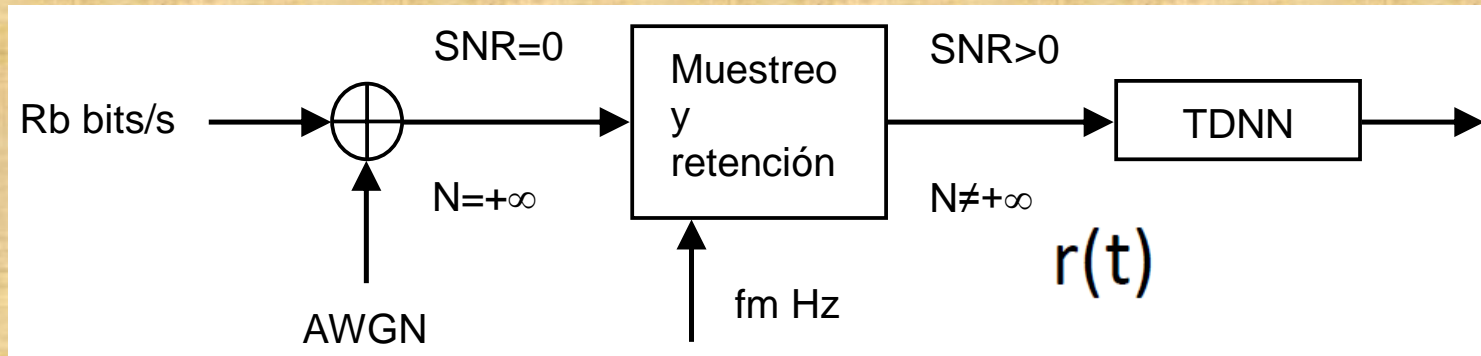 SNR=0
SNR>0
Muestreo
y
retención
Rb bits/s
TDNN
N=+∞
N≠+∞
r(t)
fm Hz
AWGN